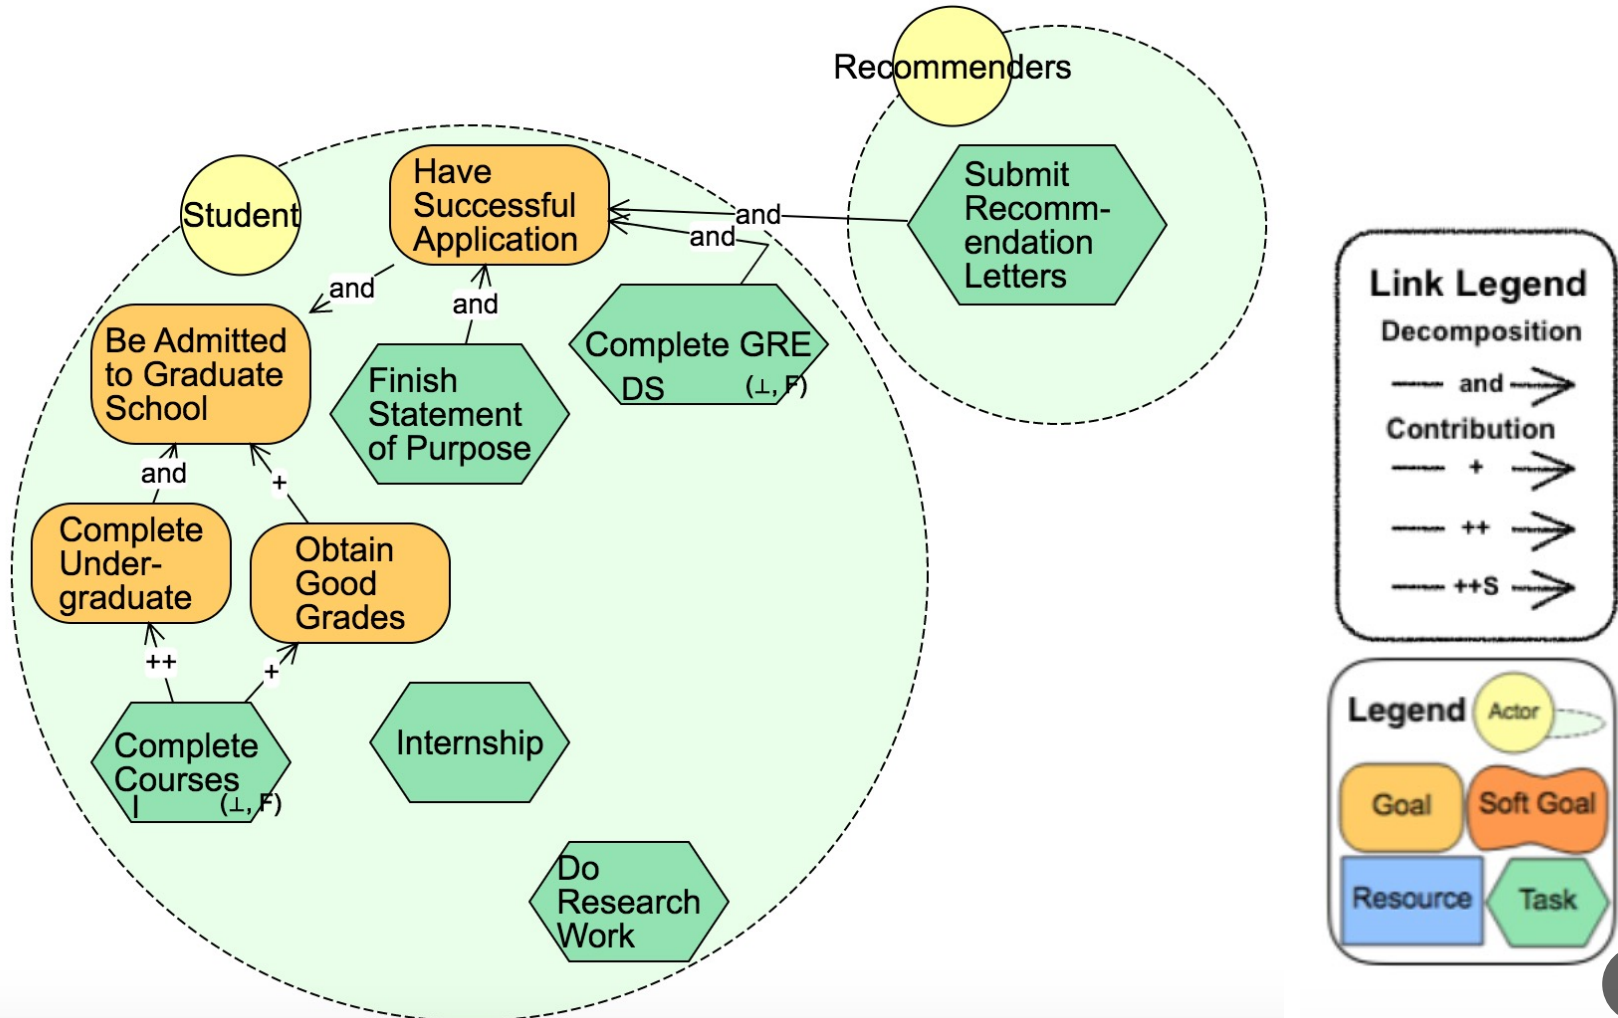 Recommenders
Submit
Recomm-
endation
Letters
Student
Have
Successful
Application
and
and
and
and
Be Admitted
to Graduate
School
Finish
Statement
of Purpose
Complete GRE
DS (⊥, F)
and
+
Complete
Under-
graduate
Obtain
Good
Grades
++
+
Complete
Courses
I (⊥, F)
Internship
Do
Research
Work
Link Legend
Decomposition
and
Contribution
+
++
++S
Legend
Actor
Goal
Soft Goal
Resource
Task